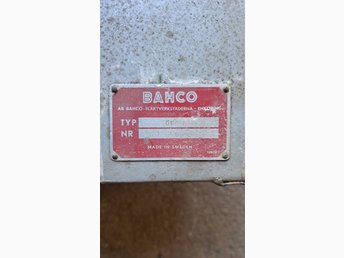 BAHCO
AB BAHCO-FLÄKTVERKSTÄDERNA - ENKÖPING
TYP
NR
MADE IN SWEDEN